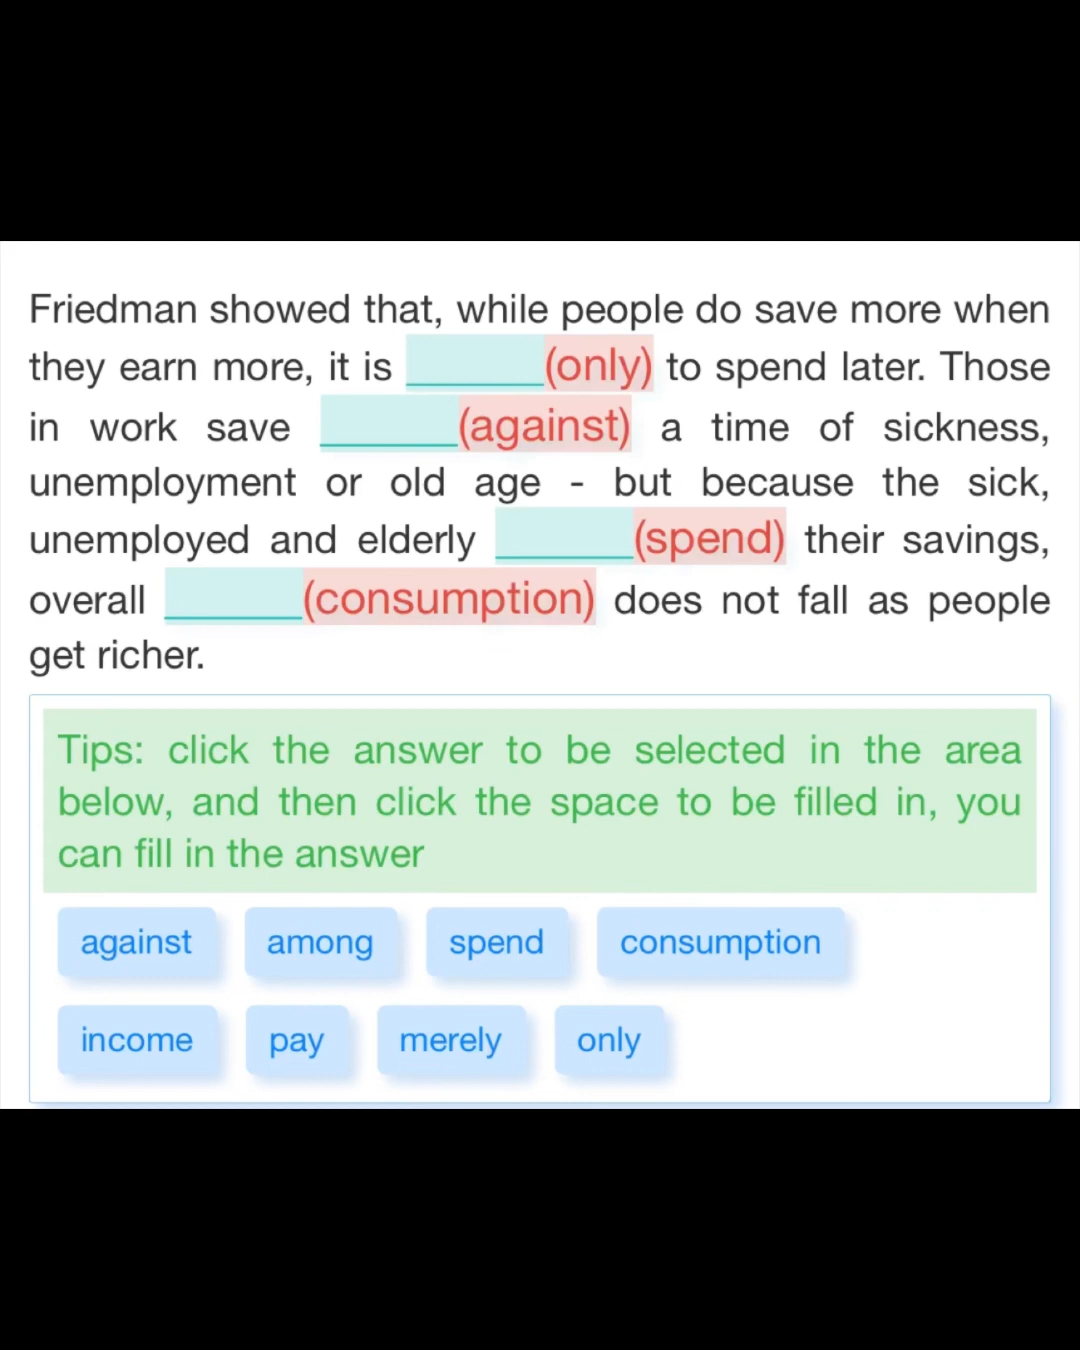 Friedman showed that, while people do save more when
they earn more, it is ______(only) to spend later. Those
in work save ______(against) a time of sickness,
unemployment or old age - but because the sick,
unemployed and elderly ______(spend) their savings,
overall ______(consumption) does not fall as people
get richer.
Tips: click the answer to be selected in the area
below, and then click the space to be filled in, you
can fill in the answer
against among spend consumption
income pay merely only